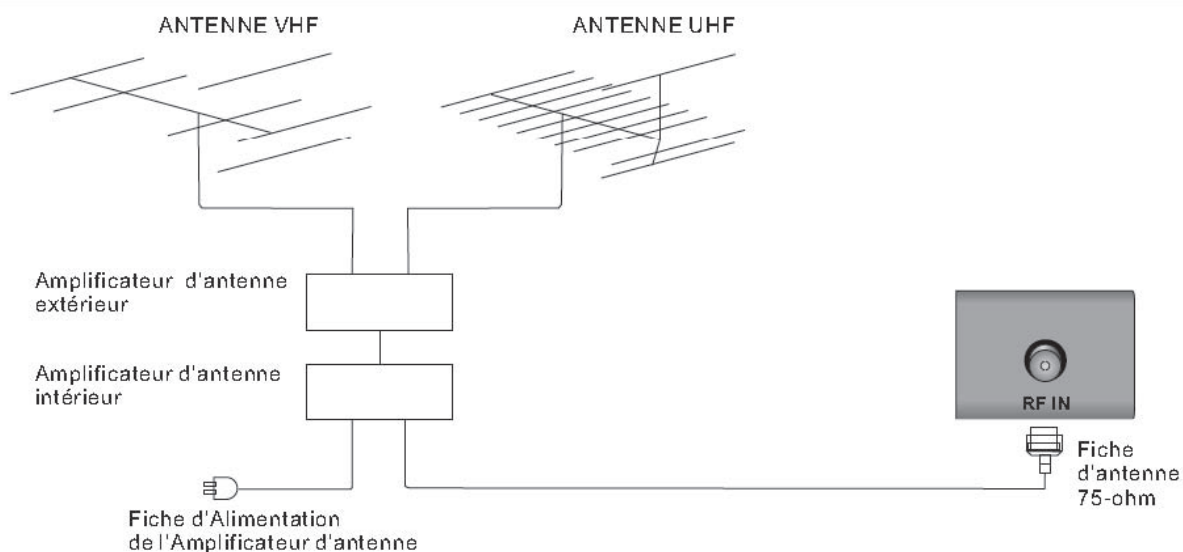 ANTENNE VHF
ANTENNE UHF
Amplificateur d'antenne
extérieur
Amplificateur d'antenne
intérieur
RF IN
Fiche
d'antenne
75-ohm
Fiche d'Alimentation
de l'Amplificateur d'antenne